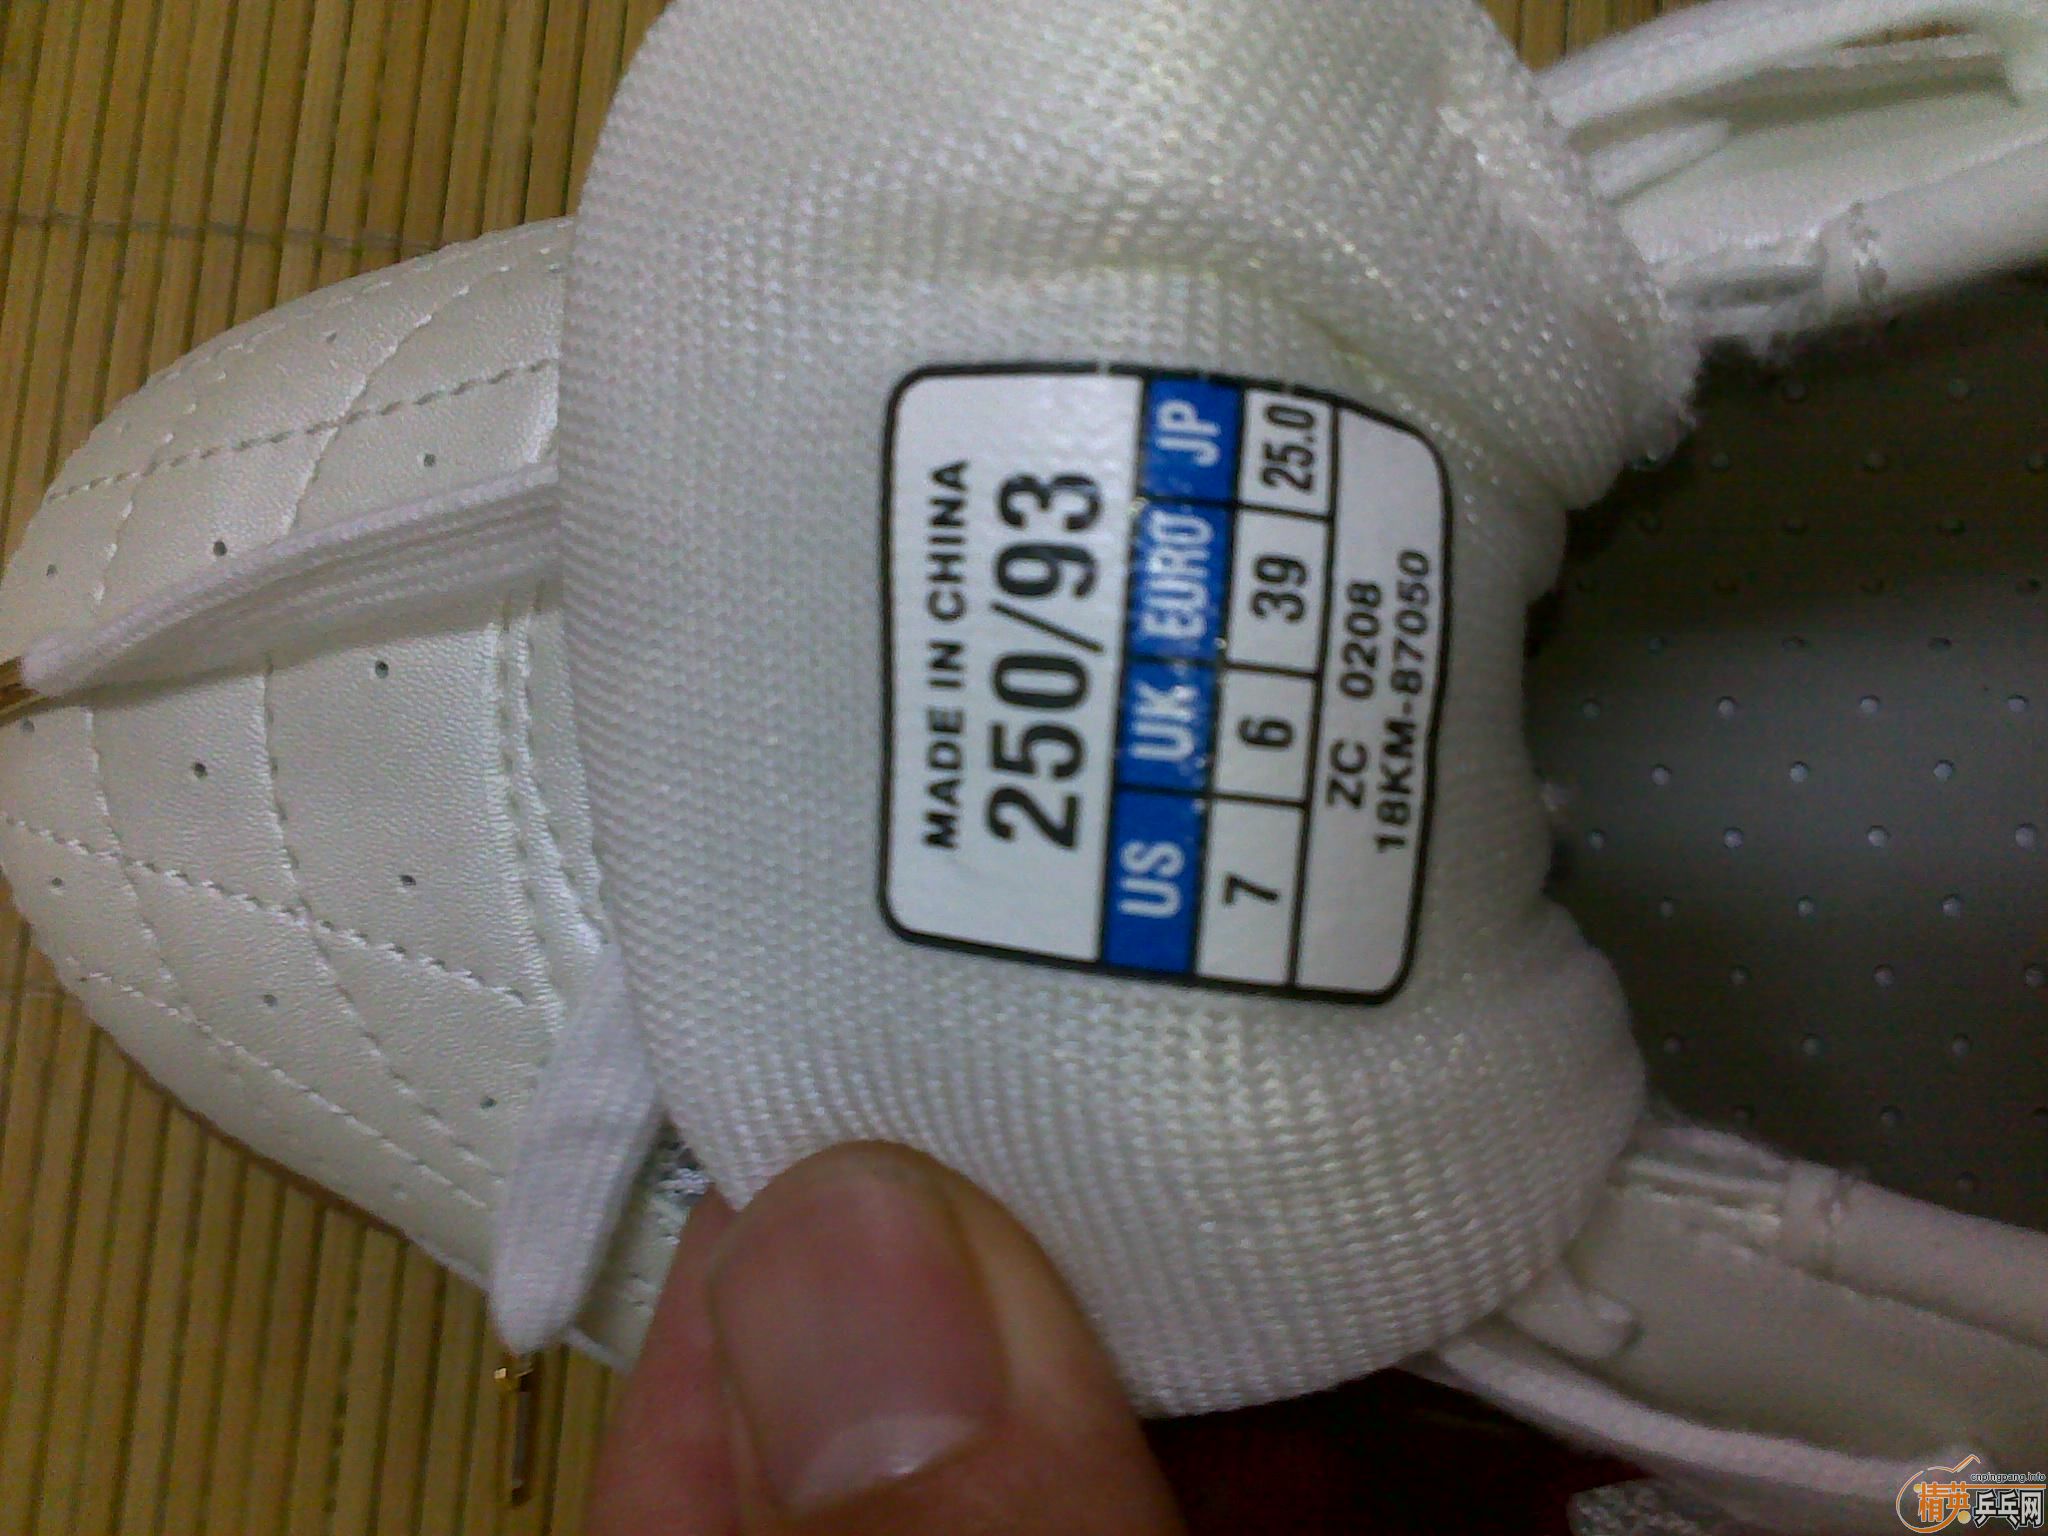 MADE IN CHINA
250/93
US UK EURO JP
7 6 39 25.0
ZC 0208
18KM-87050
cnpingpang.info
精英乒乓网